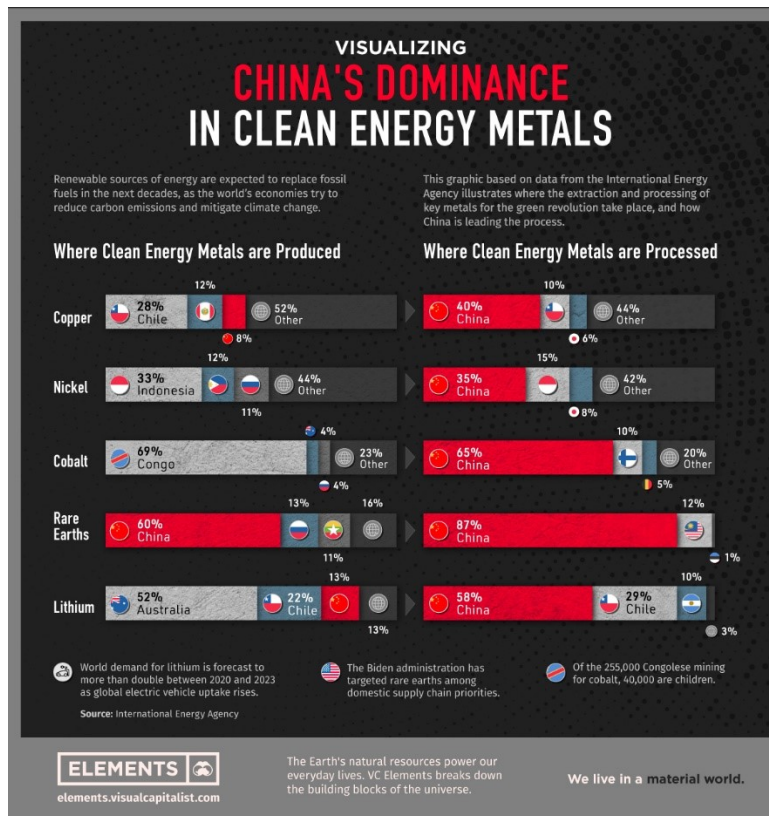 VISUALIZING
CHINA'S DOMINANCE
IN CLEAN ENERGY METALS
Renewable sources of energy are expected to replace fossil
fuels in the next decades, as the world's economies try to
reduce carbon emissions and mitigate climate change.
This graphic based on data from the International Energy
Agency illustrates where the extraction and processing of
key metals for the green revolution take place, and how
China is leading the process.
Where Clean Energy Metals are Produced
Where Clean Energy Metals are Processed
Copper
28%
Chile
12%
8%
52%
Other
40%
China
10%
6%
44%
Other
Nickel
33%
Indonesia
12%
11%
44%
Other
35%
China
15%
8%
42%
Other
Cobalt
69%
Congo
4%
4%
23%
Other
65%
China
10%
5%
20%
Other
Rare
Earths
60%
China
13%
11%
16%
87%
China
12%
1%
Lithium
52%
Australia
22%
Chile
13%
13%
58%
China
29%
Chile
10%
3%
World demand for lithium is forecast to
more than double between 2020 and 2023
as global electric vehicle uptake rises.
Source: International Energy Agency
The Biden administration has
targeted rare earths among
domestic supply chain priorities.
Of the 255,000 Congolese mining
for cobalt, 40,000 are children.
ELEMENTS
elements.visualcapitalist.com
The Earth's natural resources power our
everyday lives. VC Elements breaks down
the building blocks of the universe.
We live in a material world.